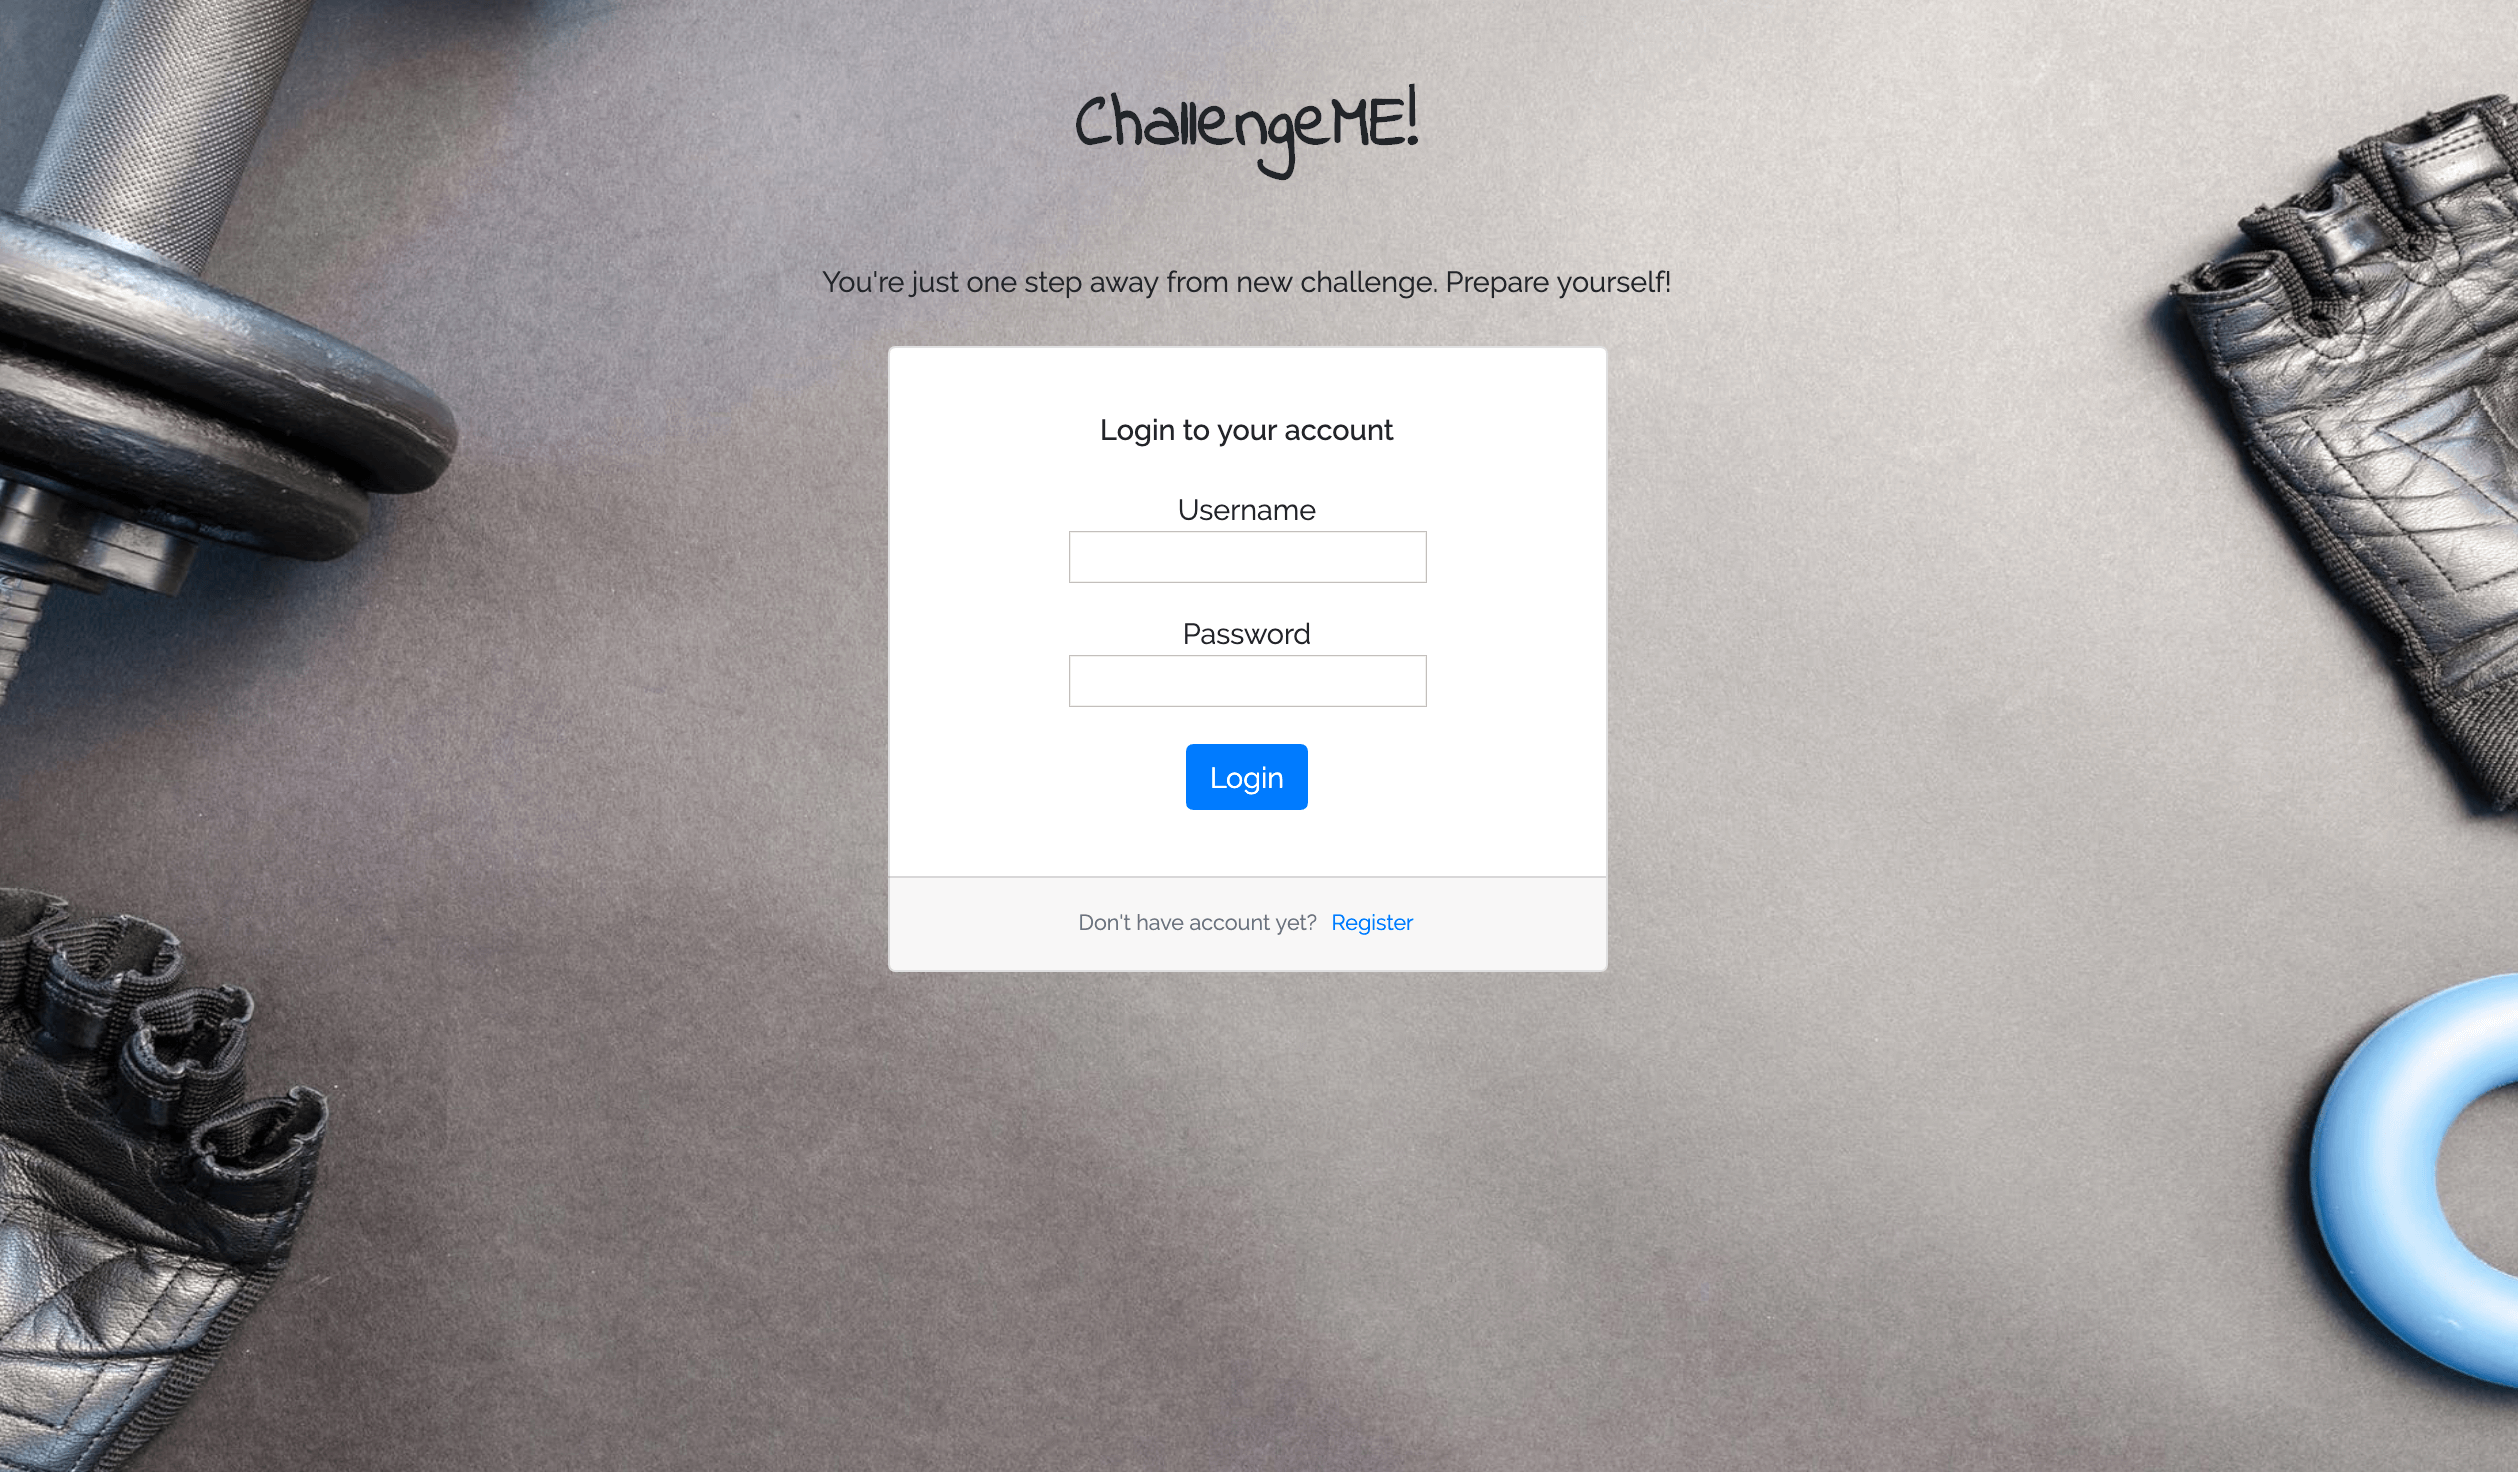 ChallengeME!
You're just one step away from new challenge. Prepare yourself!
Login to your account
Username
Password
Login
Don't have account yet? Register